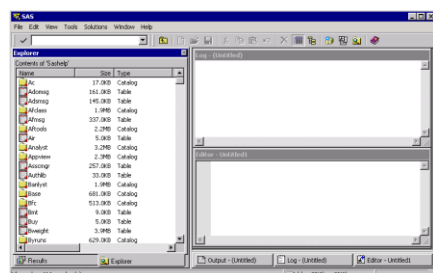 SAS
File Edit View Tools Solutions Window Help
Explorer
Contents of 'Sashelp'
Name Size Type
Ac 17.0KB Catalog
Adomsg 161.0KB Table
Adsmsg 145.0KB Table
Afclass 1.9MB Catalog
Afmsg 337.0KB Table
Aftools 2.2MB Catalog
Air 5.0KB Table
Analyst 3.2MB Catalog
Appview 2.3MB Catalog
Asscmgr 257.0KB Table
Authlib 33.0KB Table
Banlyst 1.9MB Catalog
Base 681.0KB Catalog
Bfc 513.0KB Catalog
Bmt 9.0KB Table
Buy 5.0KB Table
Bweight 3.9MB Table
Byruns 629.0KB Catalog
Results Explorer
Log - (Untitled)
Editor - Untitled1
Output - (Untitled) Log - (Untitled) Editor - Untitled1